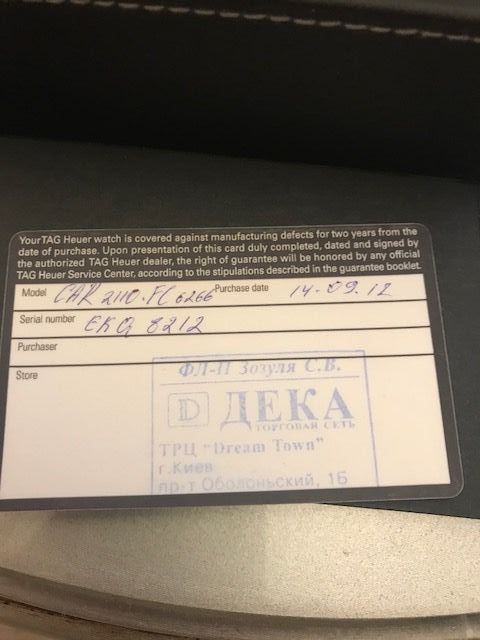 Your TAG Heuer watch is covered against manufacturing defects for two years from the
date of purchase. Upon presentation of this card duly completed, dated and signed by
the authorized TAG Heuer dealer, the right of guarantee will be honored by any official
TAG Heuer Service Center, according to the stipulations described in the guarantee booklet.
Model CAR 2110.FC 6266 Purchase date 14-09.12
Serial number EKQ 8212
Purchaser
Store
ФЛ-П Зозуля С.В.
D ДЕКА
ТОРГОВАЯ СЕТЬ
ТРЦ "Dream Town"
г.Киев
пр-т Оболоньский, 1Б